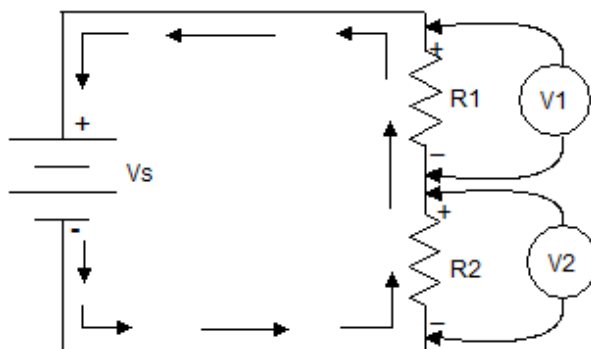 +
R1
V1
+
Vs
–
-
+
R2
V2
–